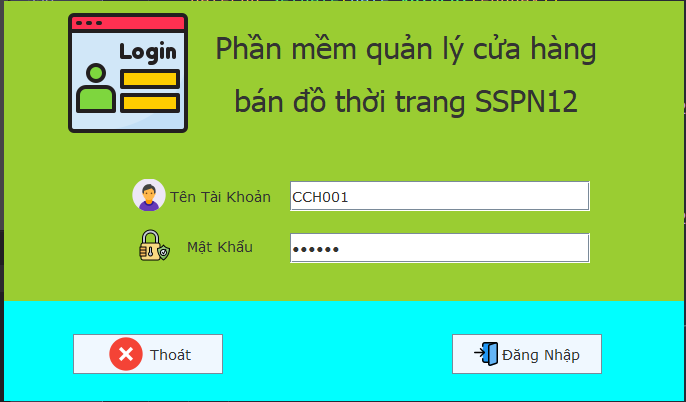 Login
Phần mềm quản lý cửa hàng
bán đồ thời trang SSPN12
Tên Tài Khoản
CCH001
Mật Khẩu
••••••
Thoát
Đăng Nhập